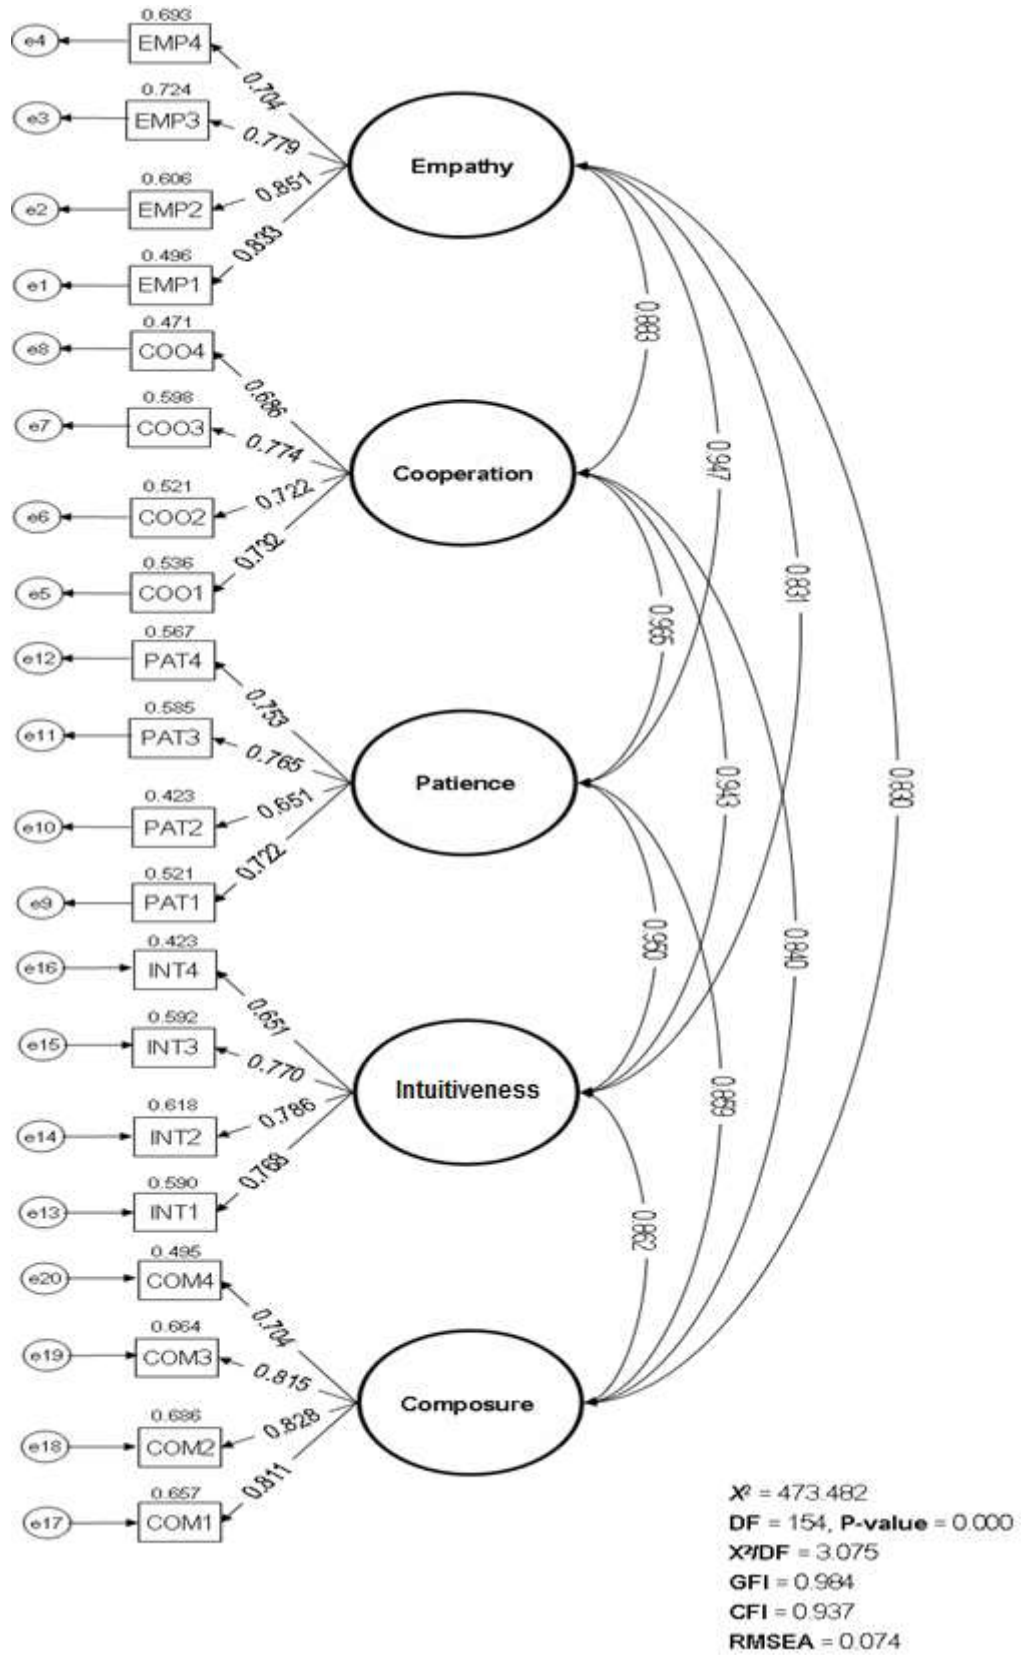 0.693
e4 EMP4
0.704
0.724
e3 EMP3
0.779
Empathy
0.606
e2 EMP2
0.851
0.496
e1 EMP1
0.833
0.471
e8 COO4
0.686
0.598
e7 COO3
0.774
Cooperation
0.521
e6 COO2
0.722
0.536
e5 COO1
0.732
0.567
e12 PAT4
0.753
0.585
e11 PAT3
0.765
Patience
0.423
e10 PAT2
0.651
0.521
e9 PAT1
0.722
0.423
e16 INT4
0.651
0.592
e15 INT3
0.770
Intuitiveness
0.618
e14 INT2
0.786
0.590
e13 INT1
0.768
0.495
e20 COM4
0.704
0.664
e19 COM3
0.815
Composure
0.686
e18 COM2
0.828
0.657
e17 COM1
0.811
0.947
0.831
0.943
0.830
0.950
0.840
0.859
0.862
X² = 473.482
DF = 154, P-value = 0.000
X²/DF = 3.075
GFI = 0.984
CFI = 0.937
RMSEA = 0.074